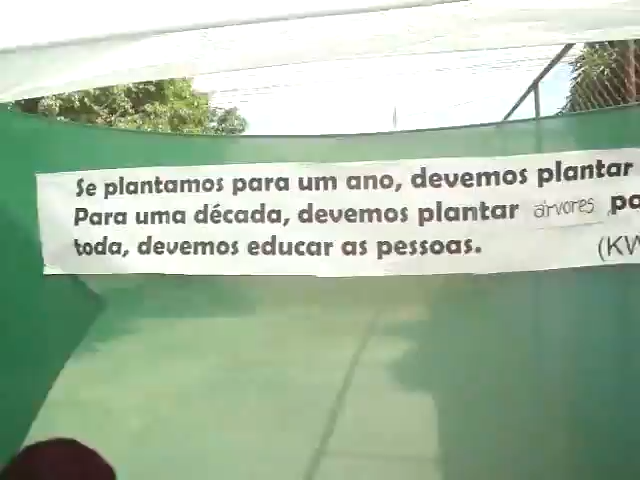 Se plantamos para um ano, devemos plantar
Para uma década, devemos plantar árvores, pa
toda, devemos educar as pessoas.
(KW